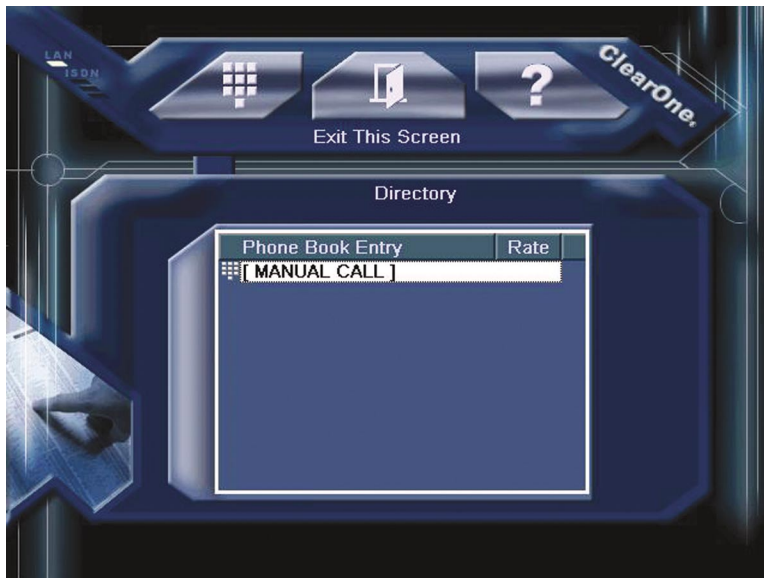 LAN
ISDN
ClearOne.
Exit This Screen
Directory
Phone Book Entry Rate
[ MANUAL CALL ]